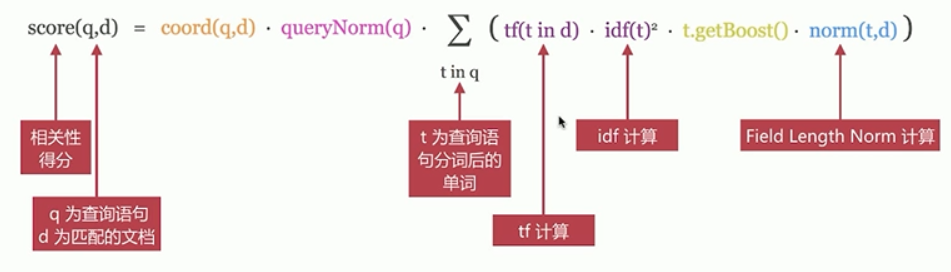 score(q,d) = coord(q,d) · queryNorm(q) · ∑ ( tf(t in d) · idf(t)² · t.getBoost() · norm(t,d) )
t in q
相关性
得分
q 为查询语句
d 为匹配的文档
t 为查询语
句分词后的
单词
tf 计算
idf 计算
Field Length Norm 计算